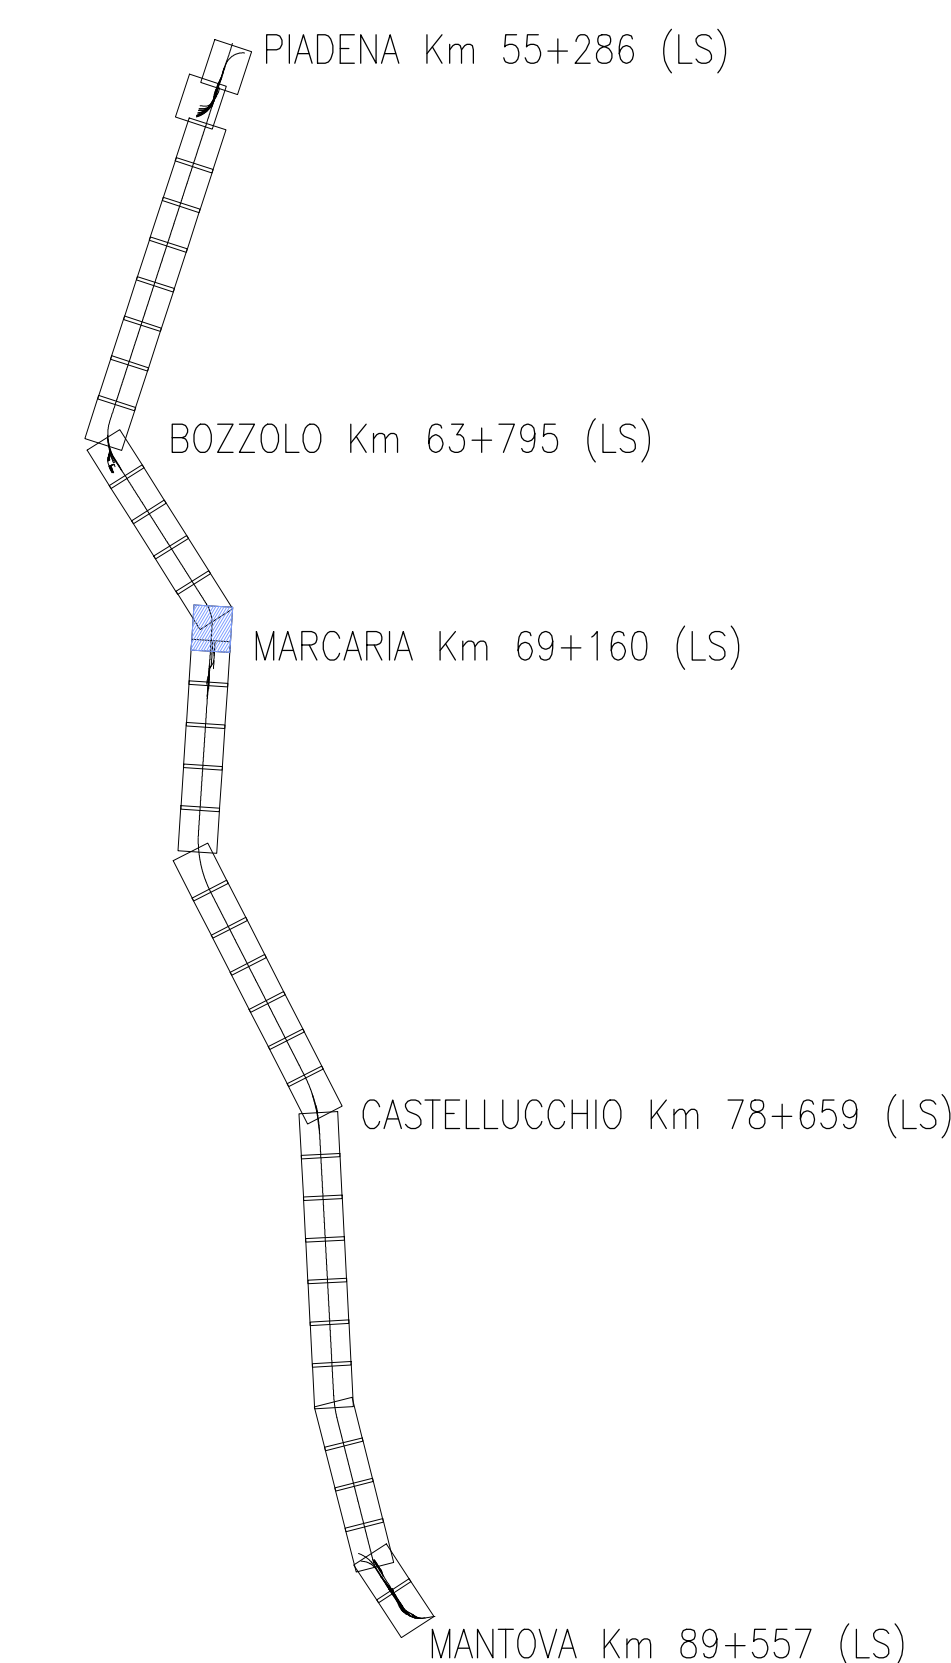 PIADENA Km 55+286 (LS)
BOZZOLO Km 63+795 (LS)
MARCARIA Km 69+160 (LS)
CASTELLUCCHIO Km 78+659 (LS)
MANTOVA Km 89+557 (LS)